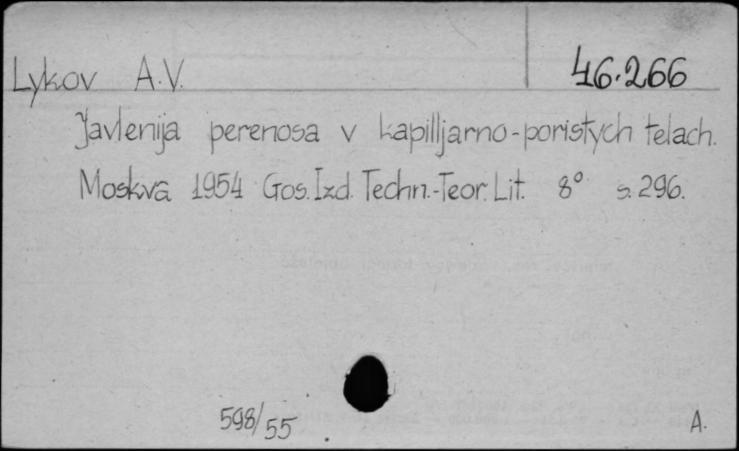 Lykov A.V. 46.266
Javlenija perenosa v kapilljarno-poristych telach.
Moskva 1954 Gos. Izd. Techn.-Teor. Lit. 8° s. 296.
598/55 A.